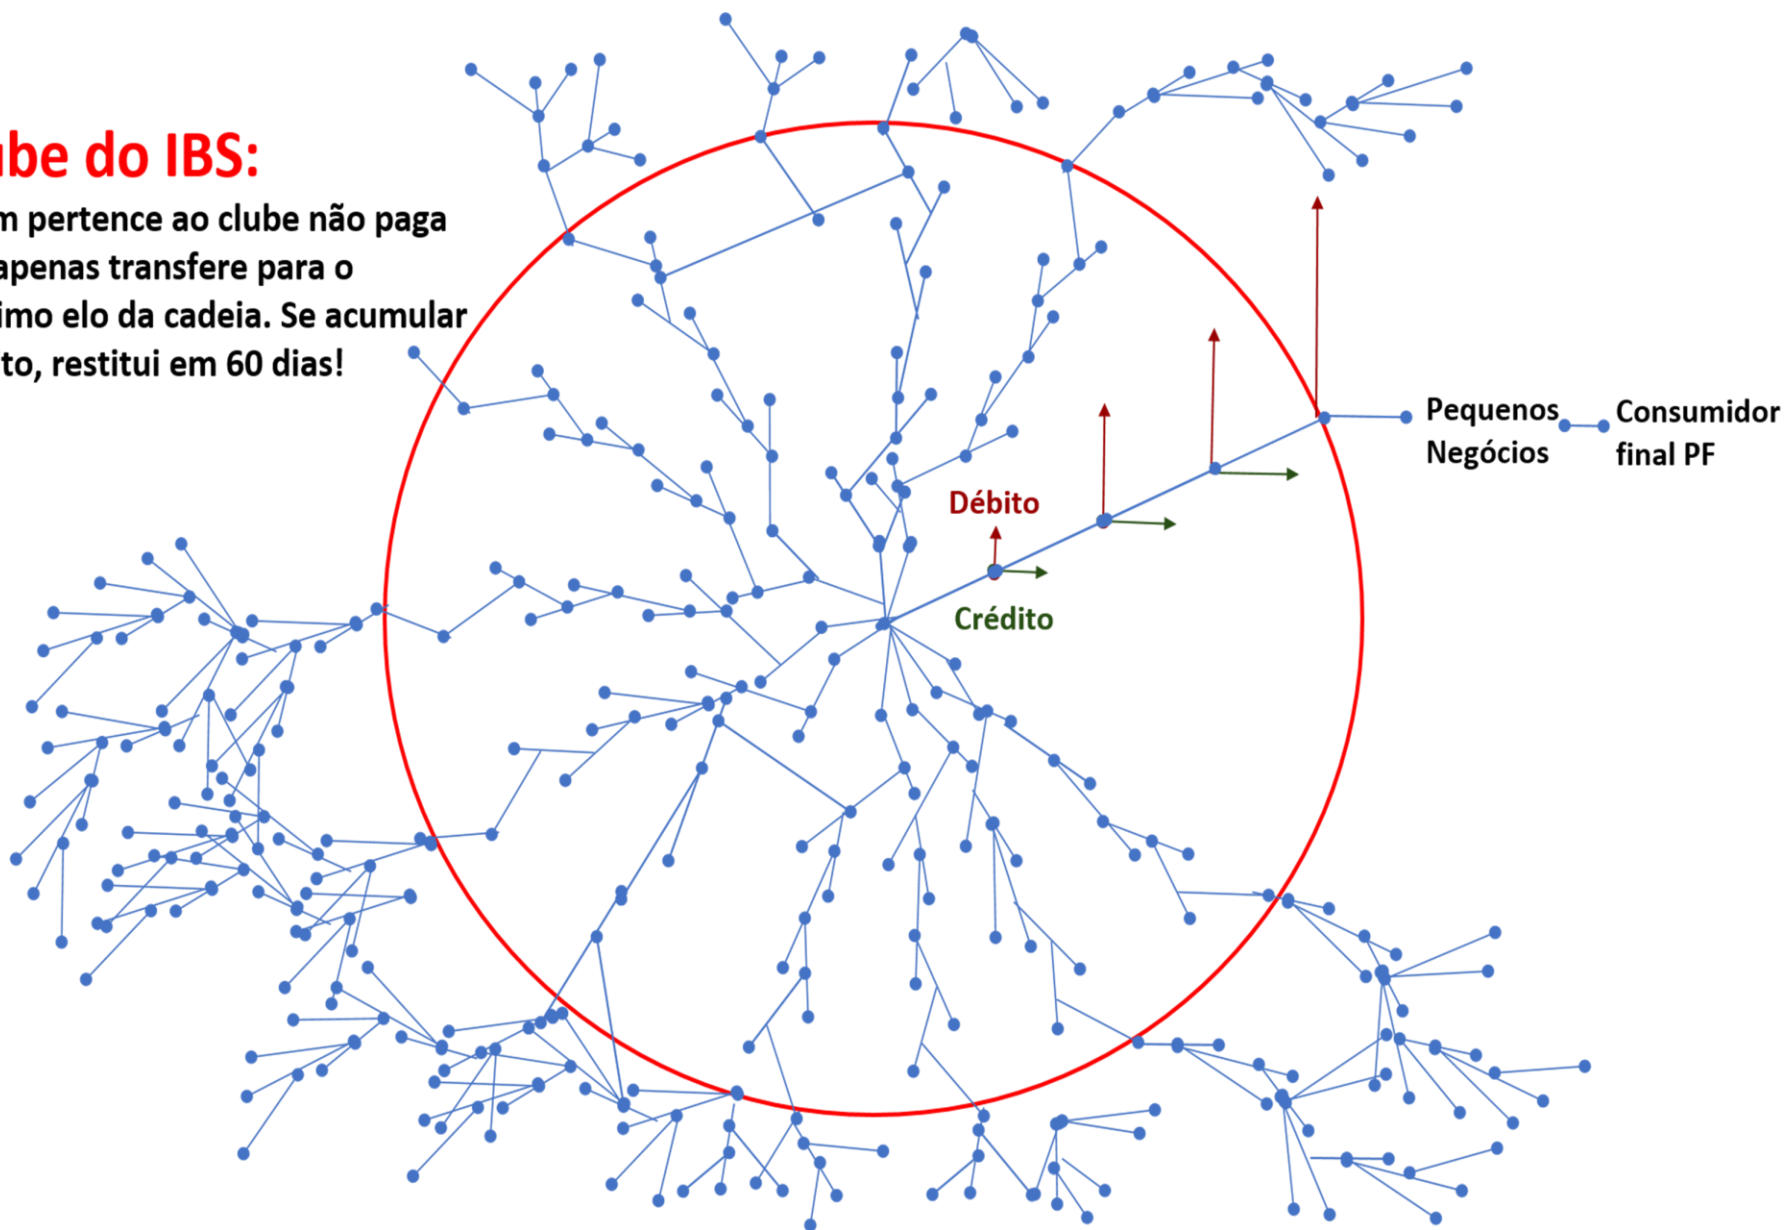 ube do IBS:
m pertence ao clube não paga
apenas transfere para o
imo elo da cadeia. Se acumular
to, restitui em 60 dias!
Débito
Crédito
Pequenos
Negócios
Consumidor
final PF